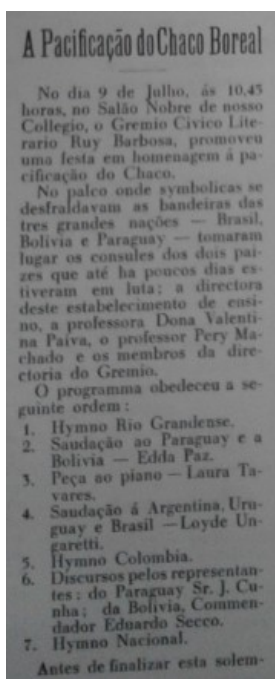 A Pacificação do Chaco Boreal
No dia 9 de Julho, ás 10,45
horas, no Salão Nobre de nosso
Collegio, o Gremio Civico Lite-
rario Ruy Barbosa, promoveu
uma festa em homenagem á pa-
cificação do Chaco.
No palco onde symbolicas se
desfraldavam as bandeiras das
tres grandes nações — Brasil,
Bolivia e Paraguay — tomaram
lugar os consules dos dois pai-
zes que até ha poucos dias es-
tiveram em luta; a directora
deste estabelecimento de ensi-
no, a professora Dona Valenti-
na Paiva, o professor Pery Ma-
chado e os membros da dire-
ctoria do Gremio.
O programma obedeceu a se-
guinte ordem:
1. Hymno Rio Grandense.
2. Saudação ao Paraguay e a
Bolivia — Edda Paz.
3. Peça ao piano — Laura Ta-
vares.
4. Saudação á Argentina, Uru-
guay e Brasil —Loyde Un-
garetti.
5. Hymno Colombia.
6. Discursos pelos representan-
tes: do Paraguay Sr. J. Cu-
nha; da Bolivia, Commen-
dador Eduardo Secco.
7. Hymno Nacional.
Antes de finalizar esta solem-